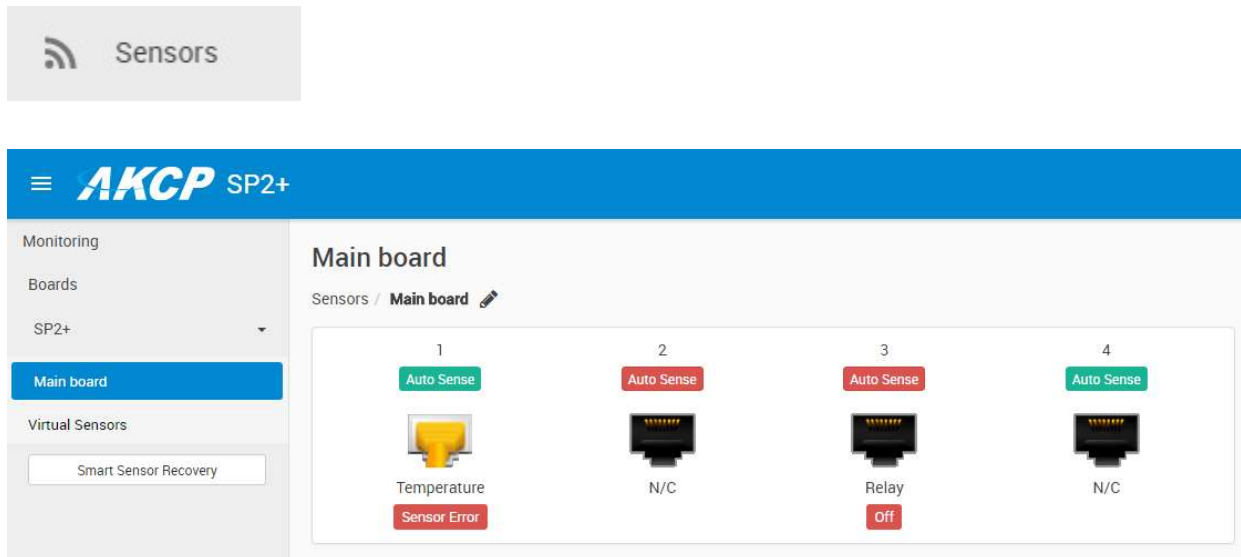 Sensors
AKCP SP2+
Monitoring
Boards
SP2+
Main board
Virtual Sensors
Smart Sensor Recovery
Main board
Sensors / Main board
1 2 3 4
Auto Sense Auto Sense Auto Sense Auto Sense
Temperature N/C Relay N/C
Sensor Error Off